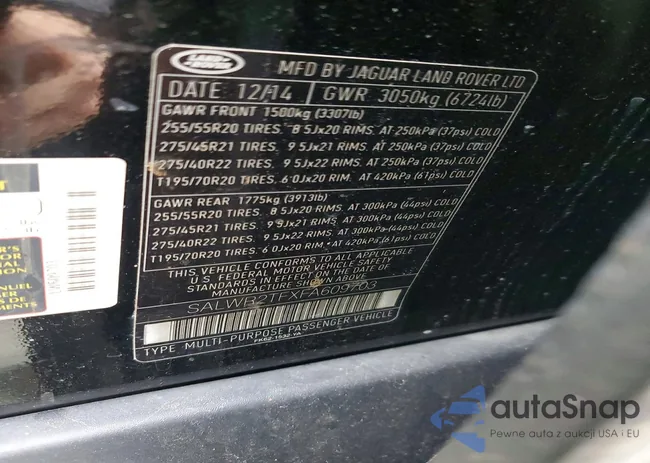 LAND ROVER
MFD BY JAGUAR LAND ROVER LTD
DATE 12/14 GWR 3050kg (6724lb)
GAWR FRONT 1500kg (3307lb)
255/55R20 TIRES. 8 5Jx20 RIMS. AT 250kPa (37psi) COLD
275/45R21 TIRES. 9 5Jx21 RIMS. AT 250kPa (37psi) COLD
275/40R22 TIRES. 9 5Jx22 RIMS. AT 250kPa (37psi) COLD
T195/70R20 TIRES. 6 0Jx20 RIM. AT 420kPa (61psi) COLD
GAWR REAR 1775kg (3913lb)
255/55R20 TIRES. 8 5Jx20 RIMS. AT 300kPa (44psi) COLD
275/45R21 TIRES. 9 5Jx21 RIMS. AT 300kPa (44psi) COLD
275/40R22 TIRES. 9 5Jx22 RIMS. AT 300kPa (44psi) COLD
T195/70R20 TIRES. 6 0Jx20 RIM. AT 420kPa (61psi) COLD
THIS VEHICLE CONFORMS TO ALL APPLICABLE
U.S. FEDERAL MOTOR VEHICLE SAFETY
STANDARDS IN EFFECT ON THE DATE OF
MANUFACTURE SHOWN ABOVE
SALWR2TFXFA609703
TYPE MULTI-PURPOSE PASSENGER VEHICLE
FK62-1532-YA
autaSnap
Pewne auta z aukcji USA i EU